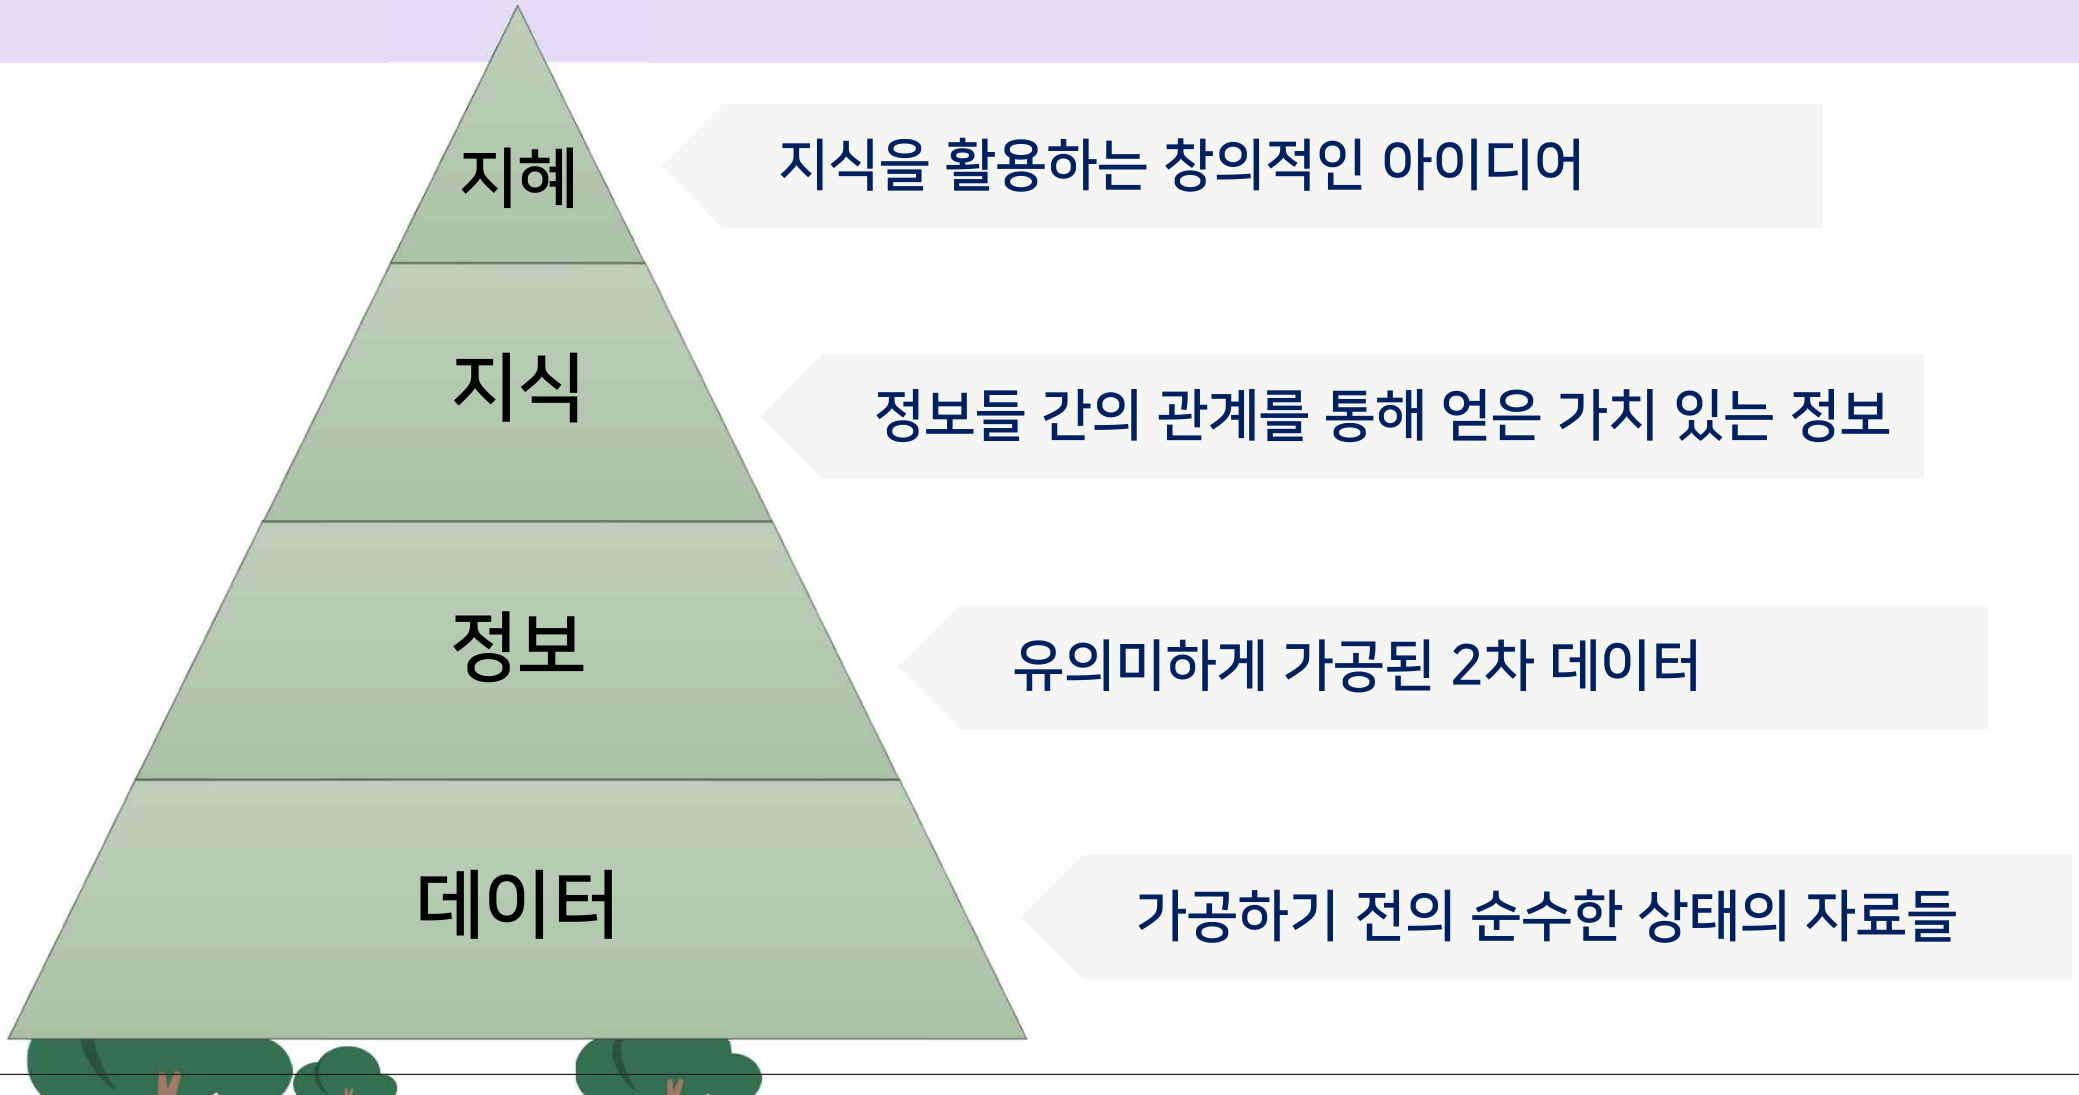 지혜
지식을 활용하는 창의적인 아이디어
지식
정보들 간의 관계를 통해 얻은 가치 있는 정보
정보
유의미하게 가공된 2차 데이터
데이터
가공하기 전의 순수한 상태의 자료들